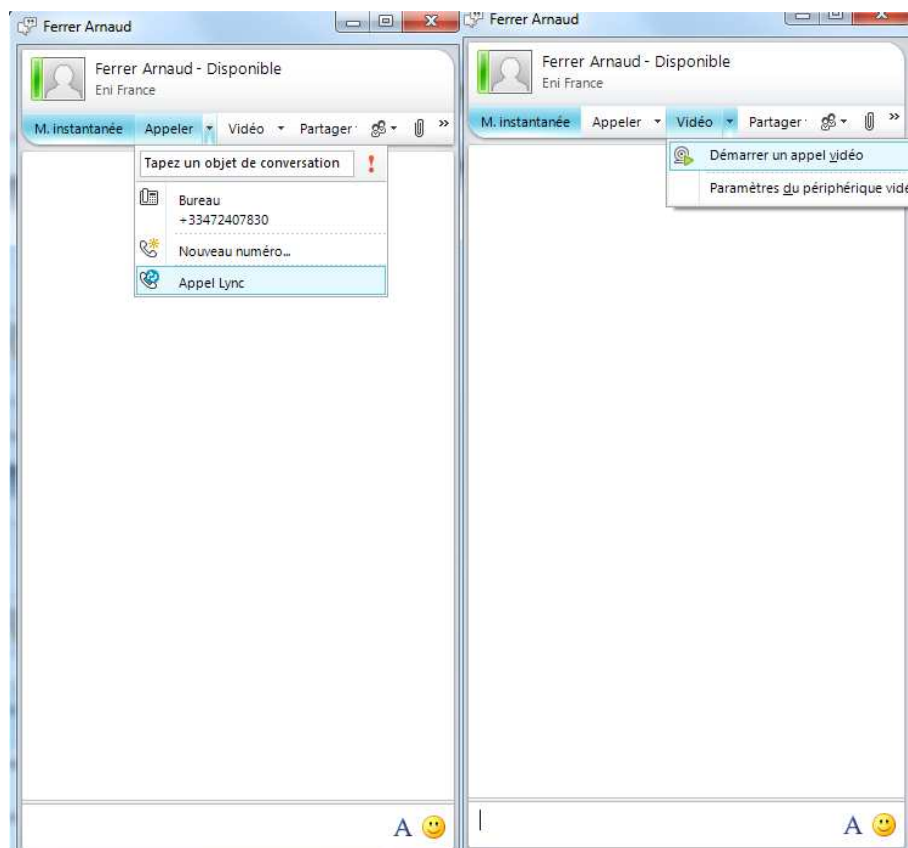 Ferrer Arnaud
Ferrer Arnaud - Disponible
Eni France
M. instantanée Appeler Vidéo Partager
Tapez un objet de conversation
Bureau
+33472407830
Nouveau numéro...
Appel Lync
A
Ferrer Arnaud
Ferrer Arnaud - Disponible
Eni France
M. instantanée Appeler Vidéo Partager
Démarrer un appel vidéo
Paramètres du périphérique vidé
A